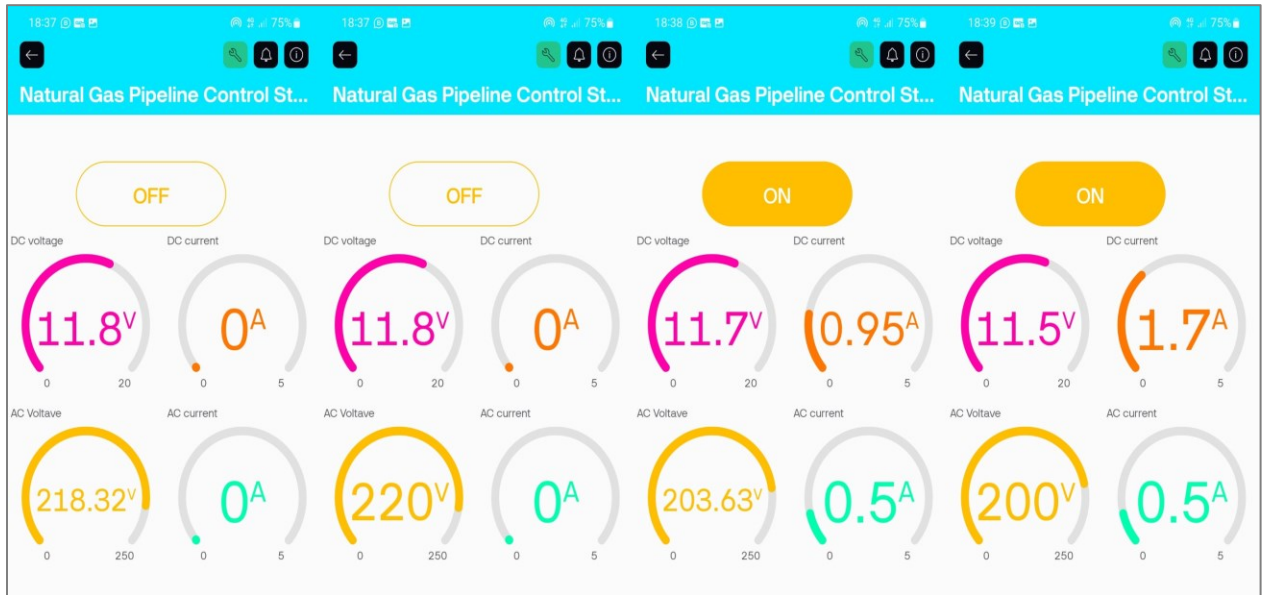 18:37 75%
Natural Gas Pipeline Control St...
OFF
DC voltage DC current
11.8V 0A
0 20 0 5
AC Voltave AC current
218.32V 0A
0 250 0 5
18:37 75%
Natural Gas Pipeline Control St...
OFF
DC voltage DC current
11.8V 0A
0 20 0 5
AC Voltave AC current
220V 0A
0 250 0 5
18:38 75%
Natural Gas Pipeline Control St...
ON
DC voltage DC current
11.7V 0.95A
0 20 0 5
AC Voltave AC current
203.63V 0.5A
0 250 0 5
18:39 75%
Natural Gas Pipeline Control St...
ON
DC voltage DC current
11.5V 1.7A
0 20 0 5
AC Voltave AC current
200V 0.5A
0 250 0 5